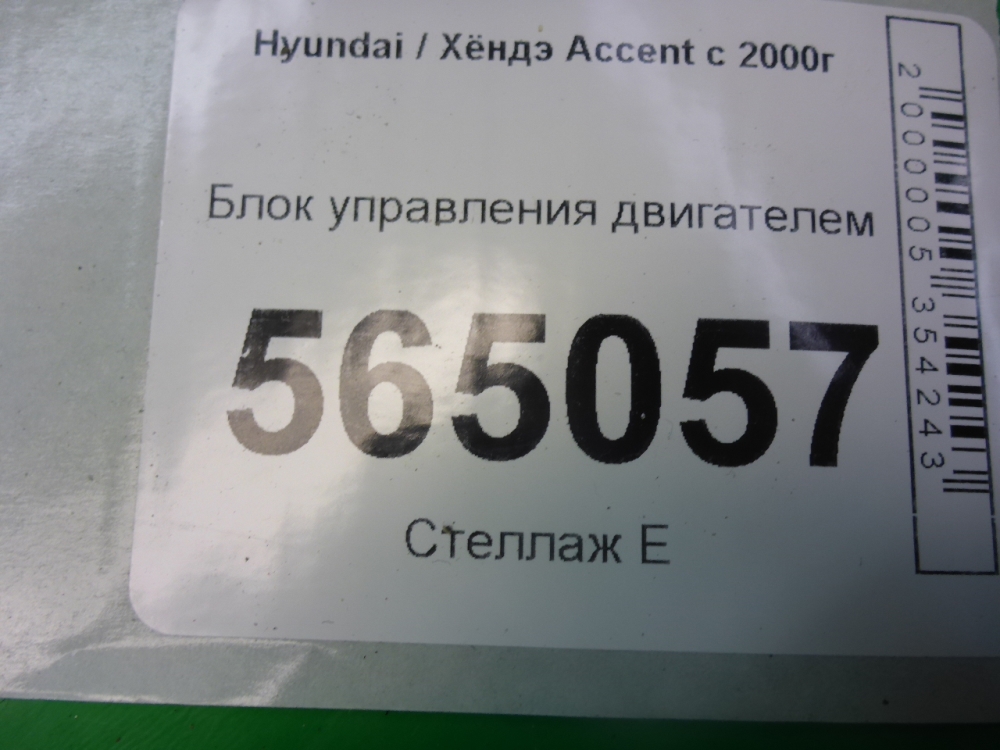 Hyundai / Хёндэ Accent с 2000г
Блок управления двигателем
565057
Стеллаж E
2000005354243